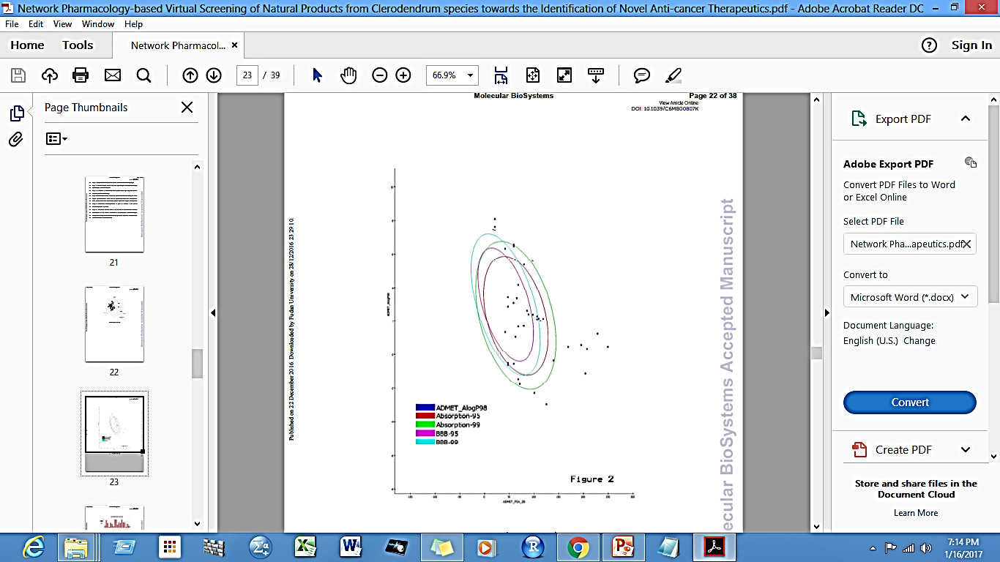 Network Pharmacology-based Virtual Screening of Natural Products from Clerodendrum species towards the Identification of Novel Anti-cancer Therapeutics.pdf - Adobe Acrobat Reader DC
File Edit View Window Help
Home Tools Network Pharmacol... × Sign In
23 / 39 66.9%
Page Thumbnails
21
22
23
Molecular BioSystems Page 22 of 38
View Article Online
DOI: 10.1039/C6MB00807K
Published on 22 December 2016. Downloaded by Fudan University on 28/12/2016 23:29:10.
ADMET_AlogP98
ADMET_AlogP98
Absorption-95
Absorption-99
BBB-95
BBB-99
ADMET_PSA_2D
Figure 2
ecular BioSystems Accepted Manuscript
Export PDF
Adobe Export PDF
Convert PDF Files to Word
or Excel Online
Select PDF File
Network Pha...apeutics.pdf
Convert to
Microsoft Word (*.docx)
Document Language:
English (U.S.) Change
Convert
Create PDF
Store and share files in the
Document Cloud
Learn More
7:14 PM
1/16/2017